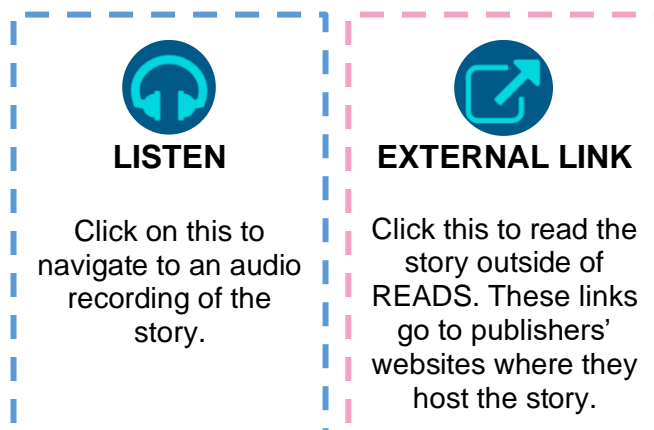 LISTEN
Click on this to
navigate to an audio
recording of the
story.
EXTERNAL LINK
Click this to read the
story outside of
READS. These links
go to publishers’
websites where they
host the story.